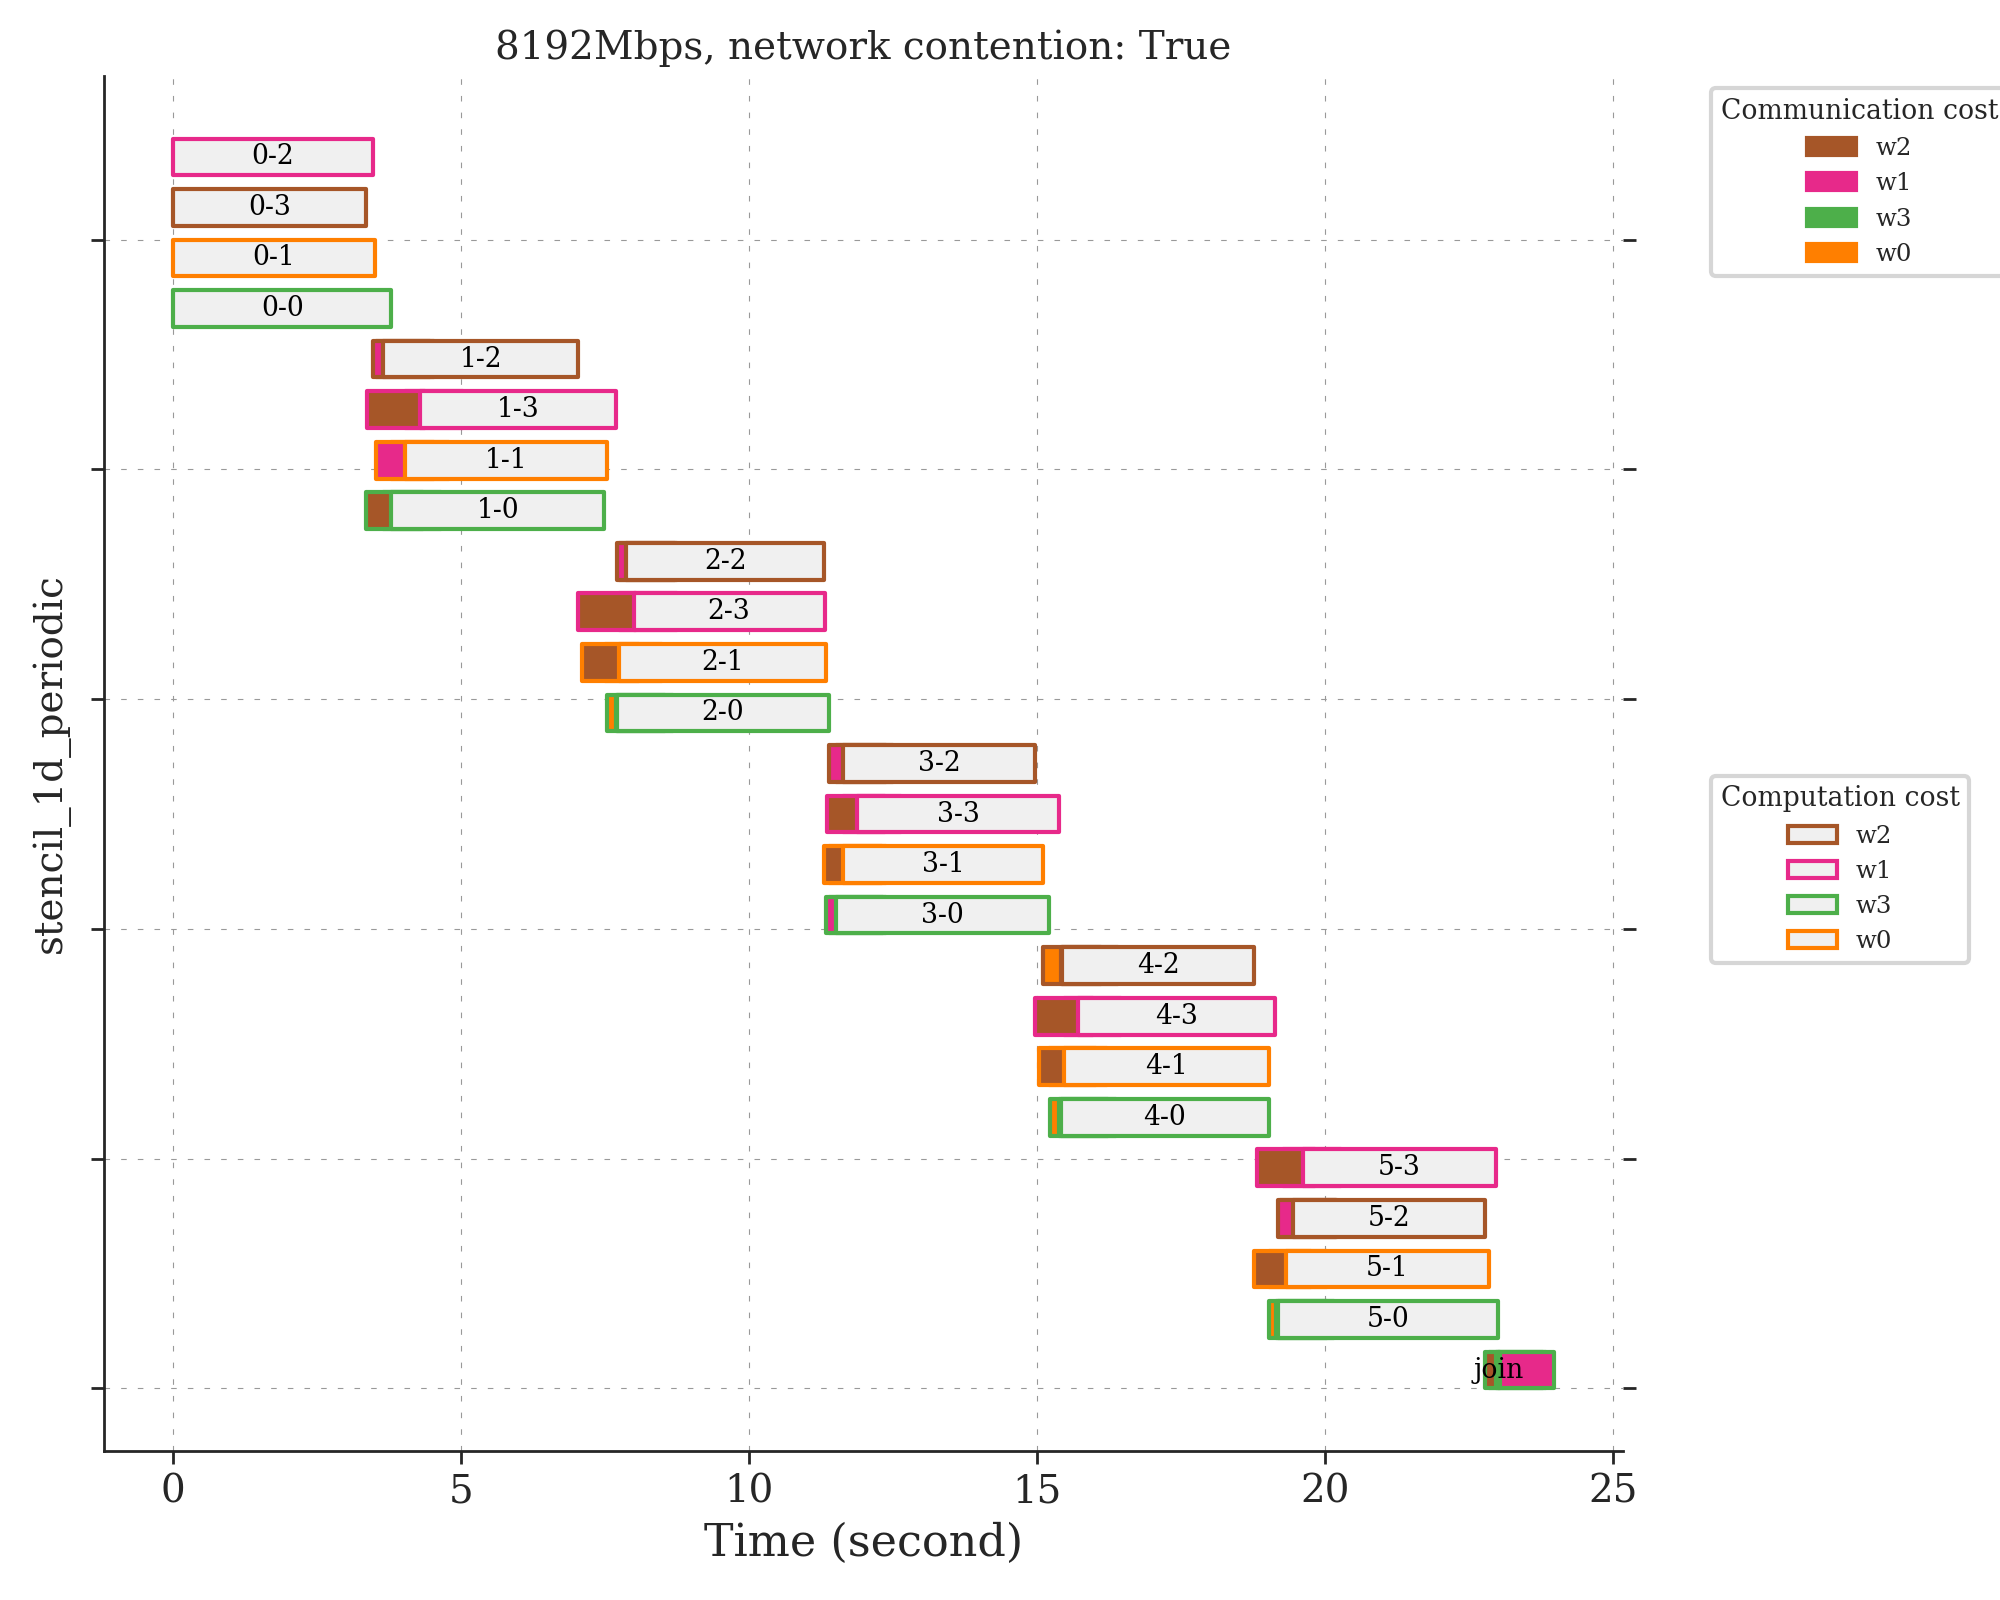 8192Mbps, network contention: True
stencil_1d_periodic
0-2
0-3
0-1
0-0
1-2
1-3
1-1
1-0
2-2
2-3
2-1
2-0
3-2
3-3
3-1
3-0
4-2
4-3
4-1
4-0
5-3
5-2
5-1
5-0
join
0 5 10 15 20 25
Time (second)
Communication cost
w2
w1
w3
w0
Computation cost
w2
w1
w3
w0